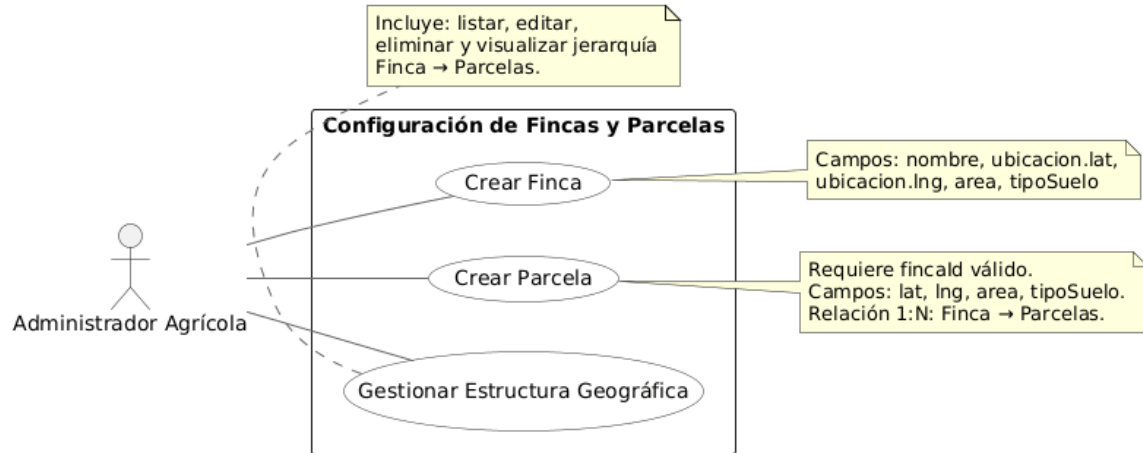 Incluye: listar, editar,
eliminar y visualizar jerarquía
Finca → Parcelas.
Configuración de Fincas y Parcelas
Crear Finca
Campos: nombre, ubicacion.lat,
ubicacion.lng, area, tipoSuelo
Crear Parcela
Requiere fincaId válido.
Campos: lat, lng, area, tipoSuelo.
Relación 1:N: Finca → Parcelas.
Administrador Agrícola
Gestionar Estructura Geográfica